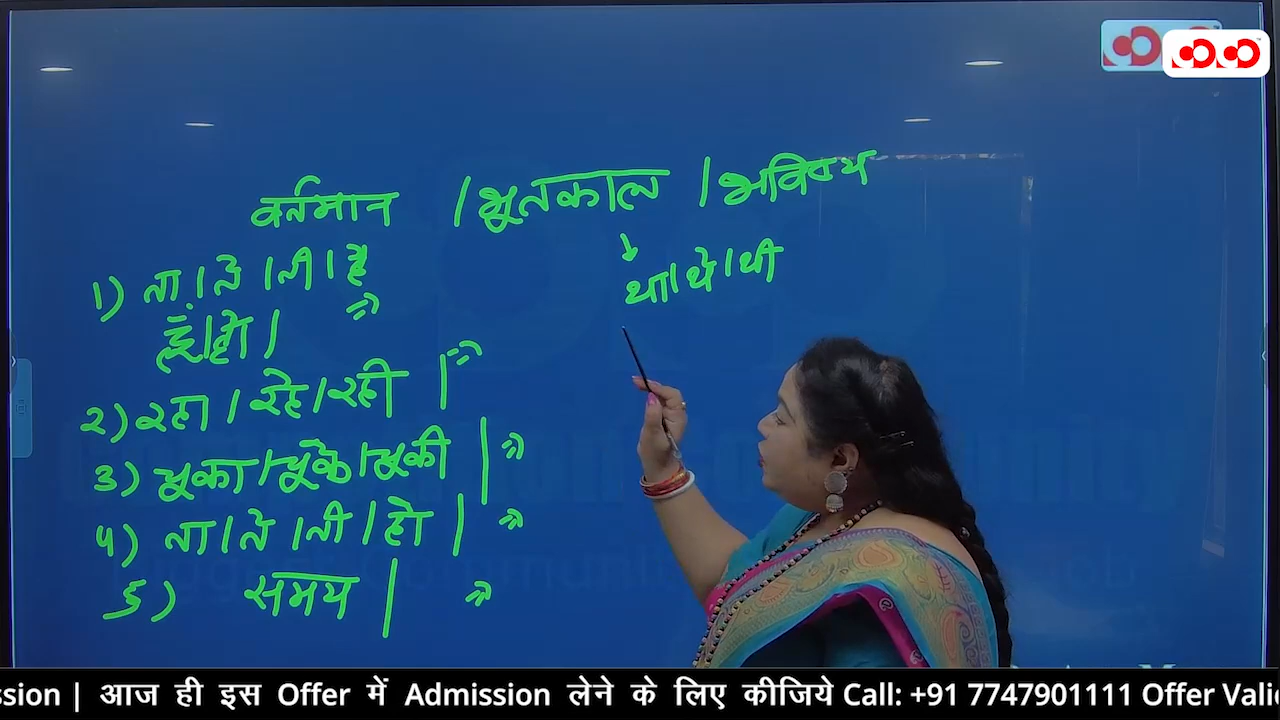 वर्तमान / भूतकाल / भविष्य
था/थे/थी
1) ता/ते/ती/है
हूँ/हो/
2) रहा/रहे/रही/
3) चूका/चूके/चूकी/
4) ता/ते/ती/हो/
5) समय/
ssion | आज ही इस Offer में Admission लेने के लिए कीजिये Call: +91 7747901111 Offer Valid